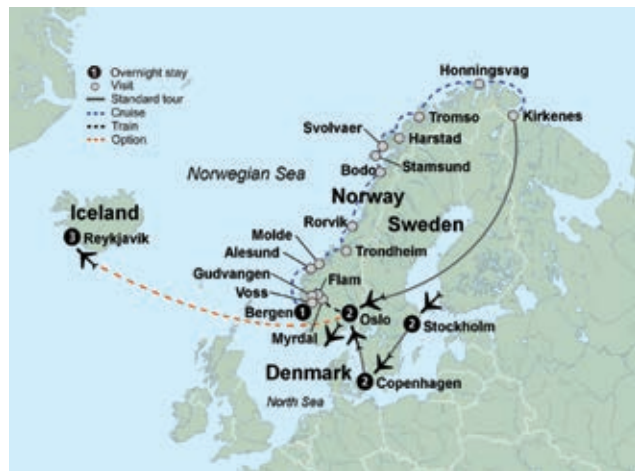 1 Overnight stay
Visit
Standard tour
Cruise
Train
Option
Honningsvag
Tromso
Kirkenes
Svolvaer
Harstad
Stamsund
Norwegian Sea
Bodo
Norway
Iceland
Sweden
Rorvik
3 Reykjavik
Molde
Alesund
Trondheim
Gudvangen
Flam
Voss
Bergen 1
2 Oslo
2 Stockholm
Myrdal
Denmark
2 Copenhagen
North Sea